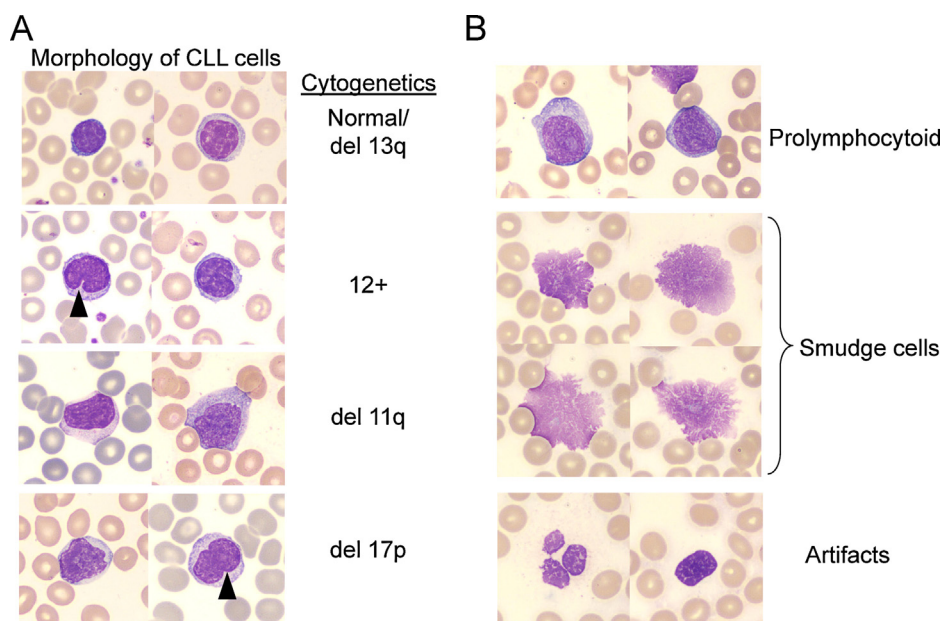 A
Morphology of CLL cells
Cytogenetics
Normal/
del 13q
12+
del 11q
del 17p
B
Prolymphocytoid
Smudge cells
Artifacts